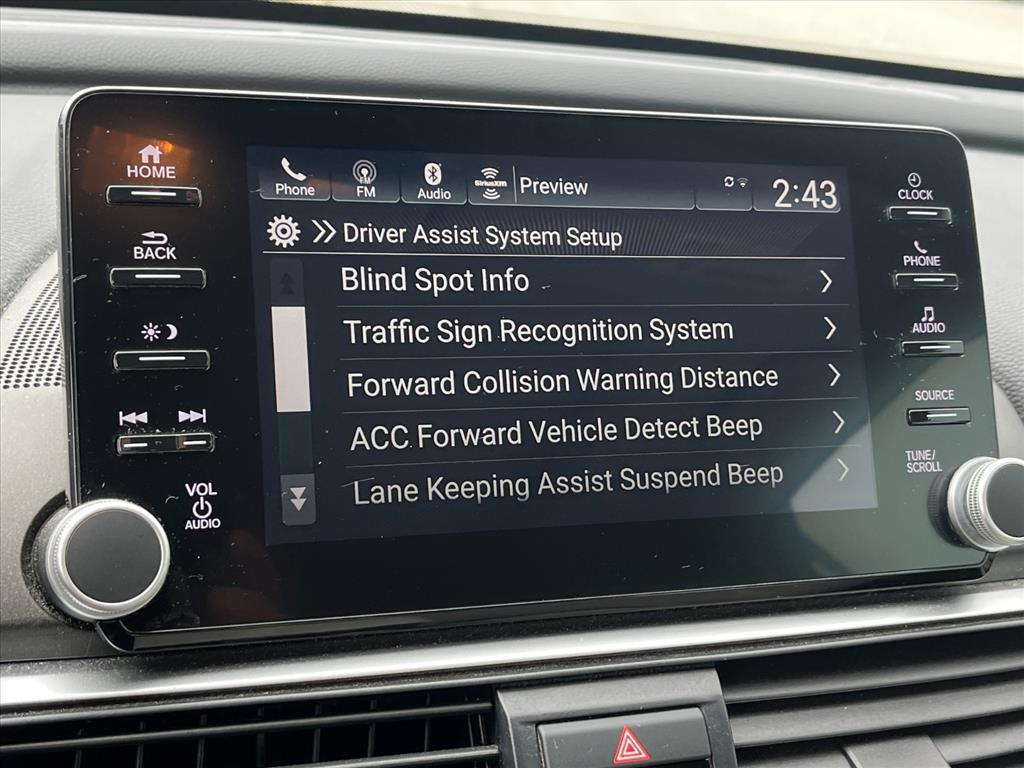 HOME
BACK
VOL
AUDIO
Phone
FM
FM
Audio
SiriusXM
Preview
2:43
Driver Assist System Setup
Blind Spot Info
Traffic Sign Recognition System
Forward Collision Warning Distance
ACC Forward Vehicle Detect Beep
Lane Keeping Assist Suspend Beep
CLOCK
PHONE
AUDIO
SOURCE
TUNE/
SCROLL